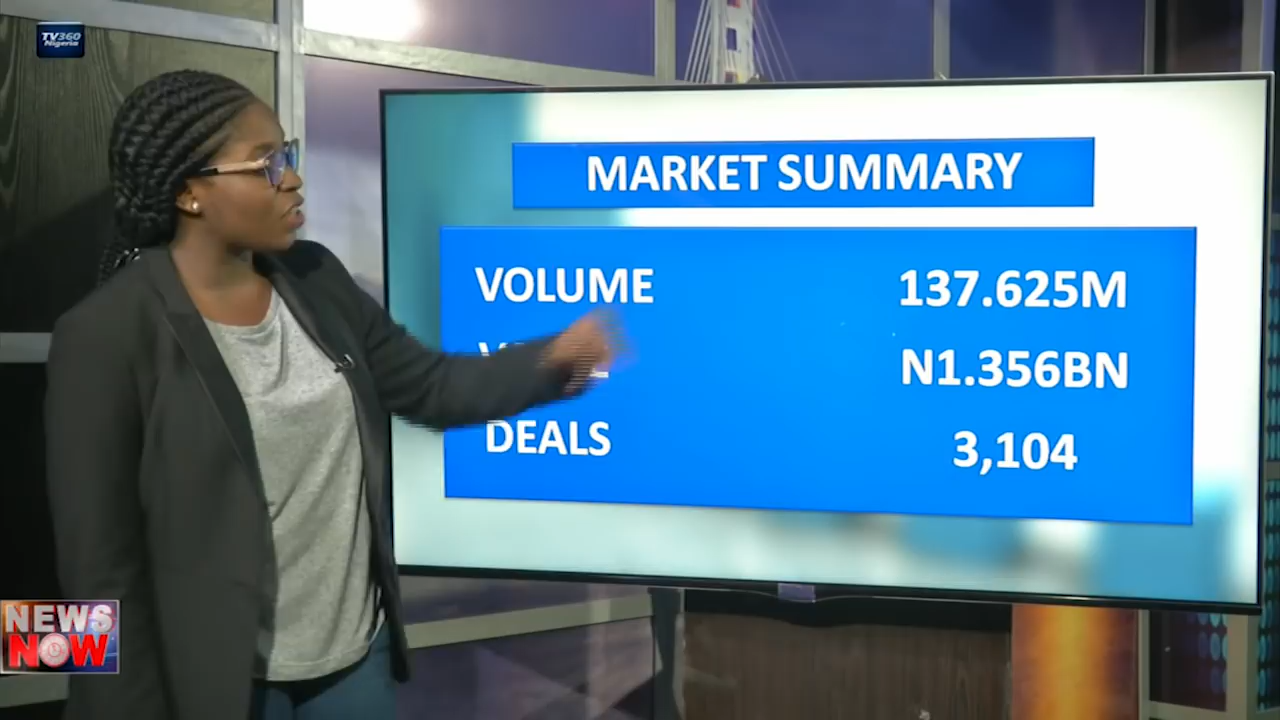 TV360
Nigeria
MARKET SUMMARY
VOLUME 137.625M
N1.356BN
DEALS 3,104
NEWS
NOW